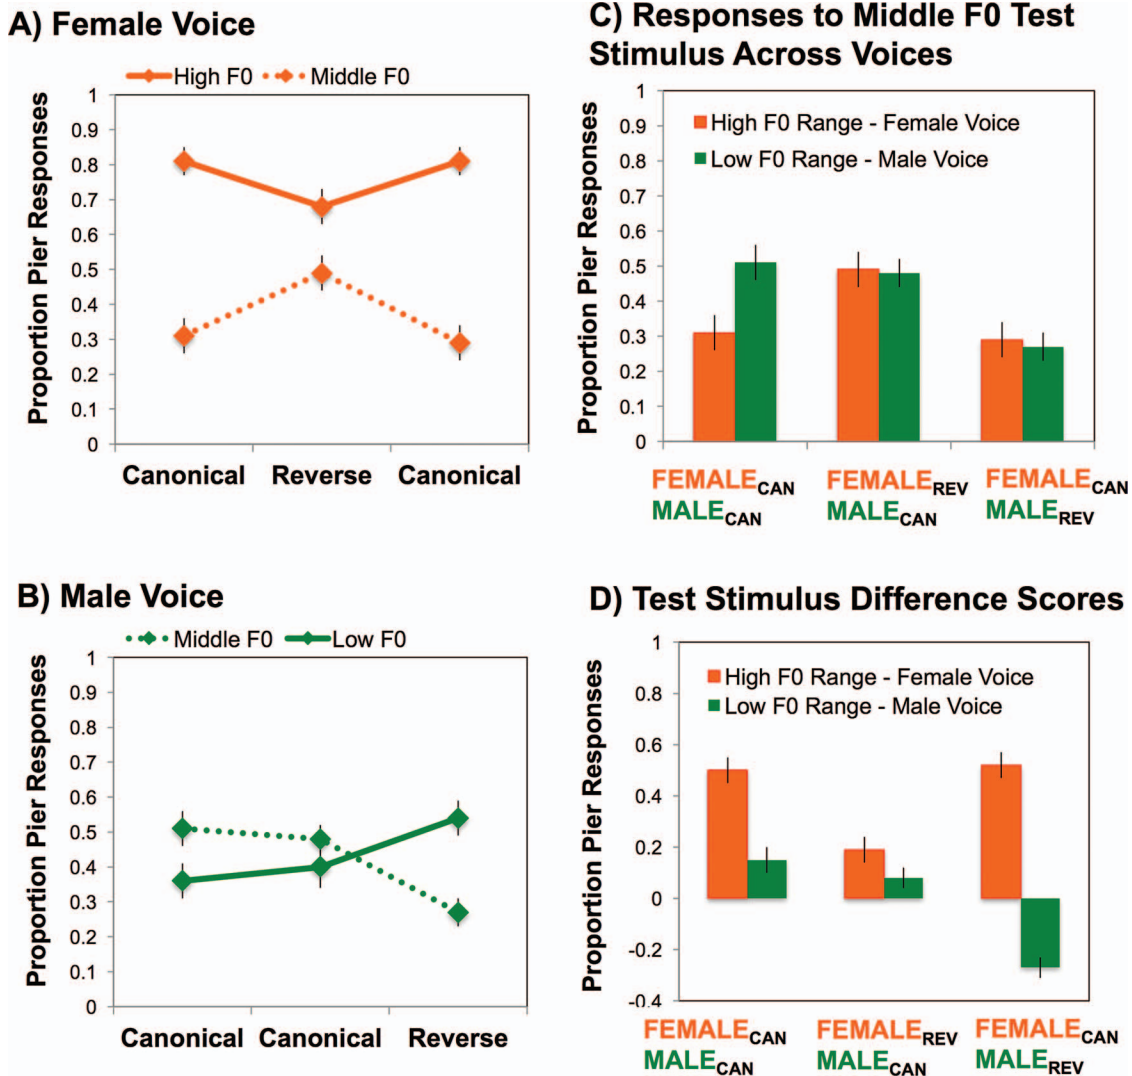 A) Female Voice
High F0 Middle F0
Proportion Pier Responses
1
0.9
0.8
0.7
0.6
0.5
0.4
0.3
0.2
0.1
0
Canonical Reverse Canonical
C) Responses to Middle F0 Test
Stimulus Across Voices
Proportion Pier Responses
1
0.9
0.8
0.7
0.6
0.5
0.4
0.3
0.2
0.1
0
High F0 Range - Female Voice
Low F0 Range - Male Voice
FEMALECAN FEMALEREV FEMALECAN
MALECAN MALECAN MALEREV
B) Male Voice
Middle F0 Low F0
Proportion Pier Responses
1
0.9
0.8
0.7
0.6
0.5
0.4
0.3
0.2
0.1
0
Canonical Canonical Reverse
D) Test Stimulus Difference Scores
Proportion Pier Responses
1
0.8
0.6
0.4
0.2
0
-0.2
-0.4
High F0 Range - Female Voice
Low F0 Range - Male Voice
FEMALECAN FEMALEREV FEMALECAN
MALECAN MALECAN MALEREV